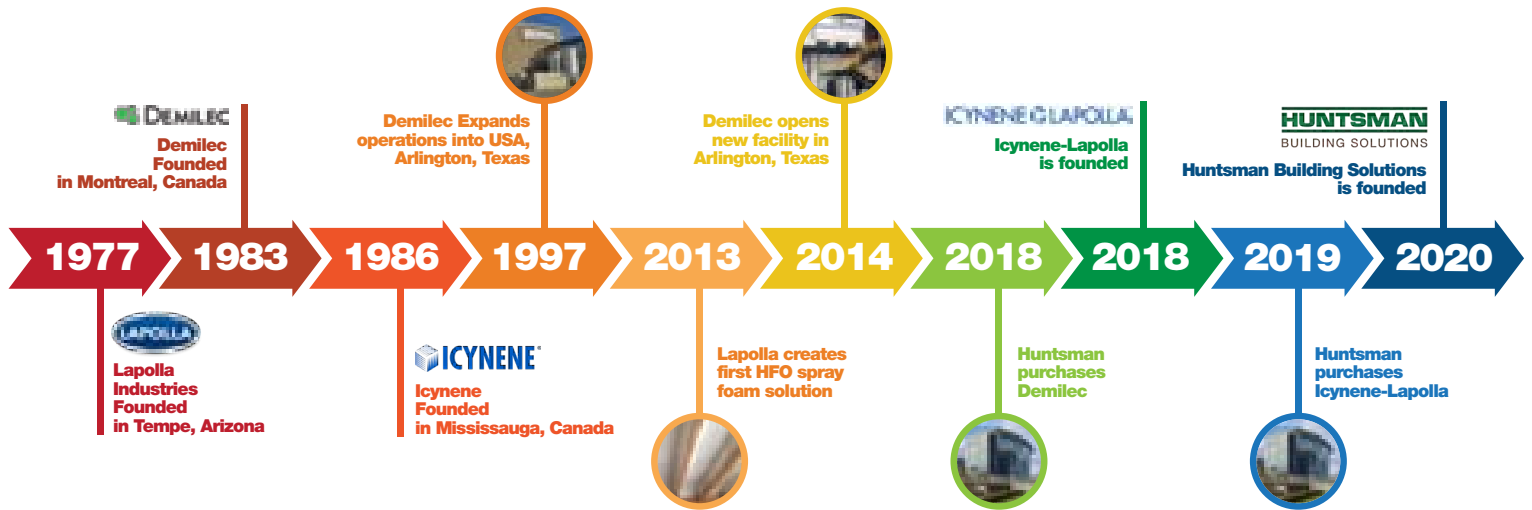 DEMILEC
Demilec
Founded
in Montreal, Canada
Demilec Expands
operations into USA,
Arlington, Texas
Demilec opens
new facility in
Arlington, Texas
ICYNENE LAPOLLA
Icynene-Lapolla
is founded
HUNTSMAN
BUILDING SOLUTIONS
Huntsman Building Solutions
is founded
1977
1983
1986
1997
2013
2014
2018
2018
2019
2020
LAPOLLA
Lapolla
Industries
Founded
in Tempe, Arizona
ICYNENE
Icynene
Founded
in Mississauga, Canada
Lapolla creates
first HFO spray
foam solution
Huntsman
purchases
Demilec
Huntsman
purchases
Icynene-Lapolla